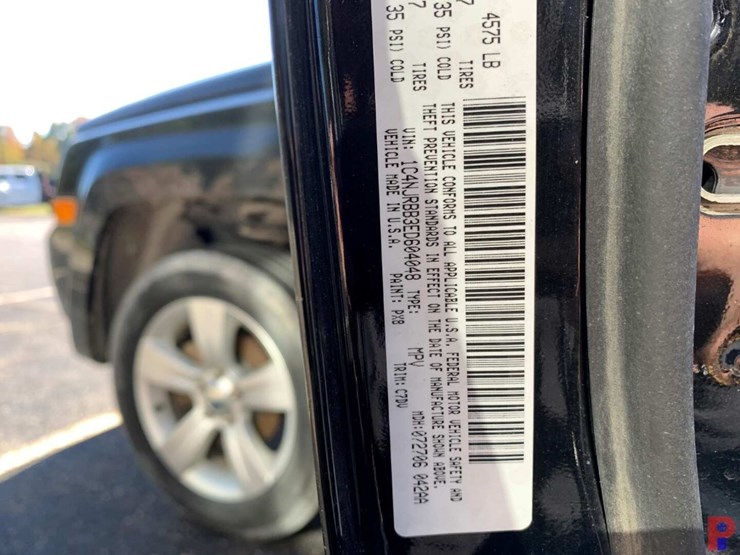 4575 LB
7 TIRES
35 PSI) COLD
7 TIRES
35 PSI) COLD
THIS VEHICLE CONFORMS TO ALL APPLICABLE U.S.A. FEDERAL MOTOR VEHICLE SAFETY AND
THEFT PREVENTION STANDARDS IN EFFECT ON THE DATE OF MANUFACTURE SHOWN ABOVE.
VIN: 1C4NJRBB3ED604048 TYPE: MPV MDH:072706 042AA
VEHICLE MADE IN U.S.A. PAINT: PX8 TRIM: C7DV